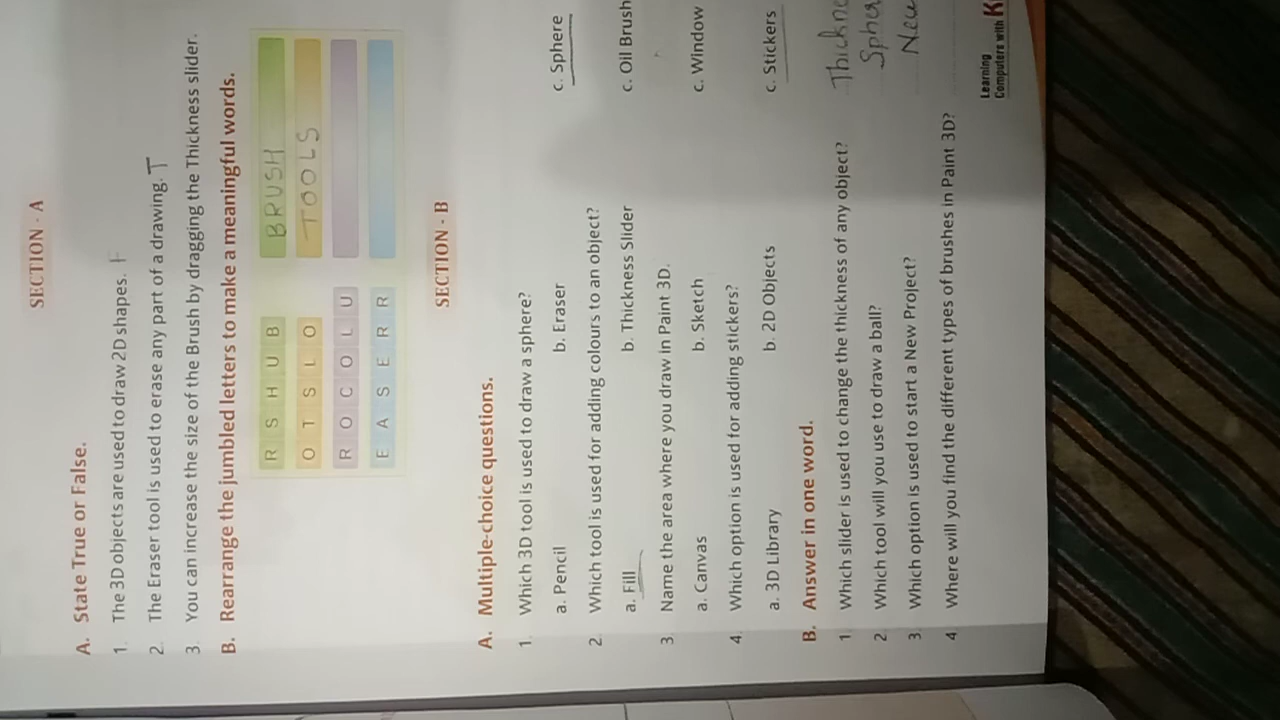 SECTION - A
A. State True or False.
1. The 3D objects are used to draw 2D shapes. F
2. The Eraser tool is used to erase any part of a drawing. T
3. You can increase the size of the Brush by dragging the Thickness slider.
B. Rearrange the jumbled letters to make a meaningful words.
R S H U B BRUSH
O T S L O TOOLS
R O C O L U
E A S E R R
SECTION - B
A. Multiple-choice questions.
1. Which 3D tool is used to draw a sphere?
a. Pencil b. Eraser c. Sphere
2. Which tool is used for adding colours to an object?
a. Fill b. Thickness Slider c. Oil Brush
3. Name the area where you draw in Paint 3D.
a. Canvas b. Sketch c. Window
4. Which option is used for adding stickers?
a. 3D Library b. 2D Objects c. Stickers
B. Answer in one word.
1 Which slider is used to change the thickness of any object? Thickne
2. Which tool will you use to draw a ball? Spher
3. Which option is used to start a New Project? New
4 Where will you find the different types of brushes in Paint 3D?
Learning
Computers with